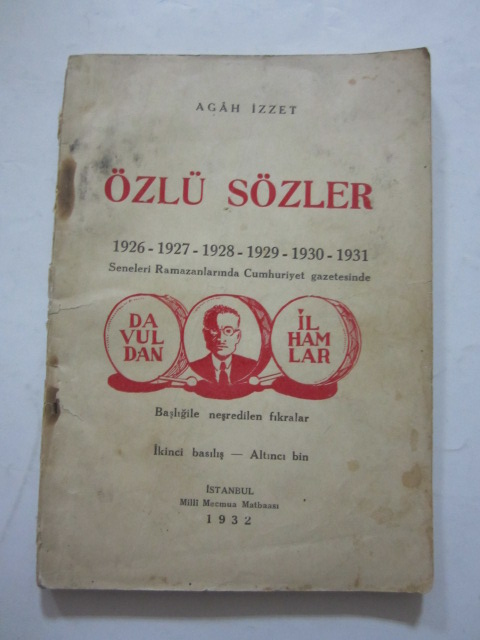 AGÂH İZZET
ÖZLÜ SÖZLER
1926 - 1927 - 1928 - 1929 - 1930 - 1931
Seneleri Ramazanlarında Cumhuriyet gazetesinde
DA
VUL
DAN
İL
HAM
LAR
Başlığile neşredilen fıkralar
İkinci basılış — Altıncı bin
İSTANBUL
Millî Mecmua Matbaası
1932